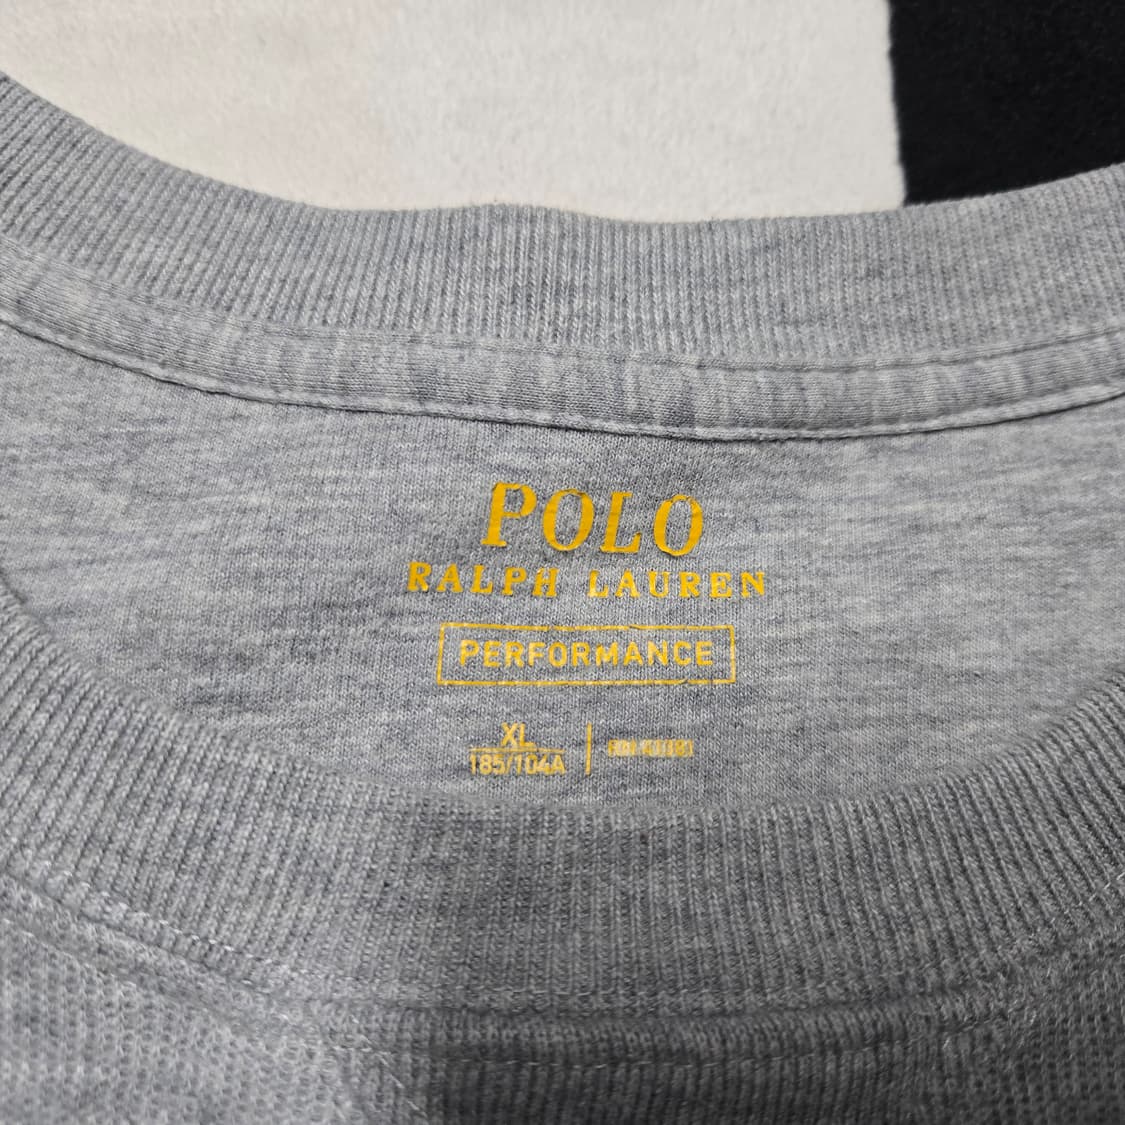 POLO
RALPH LAUREN
PERFORMANCE
XL
185/104A